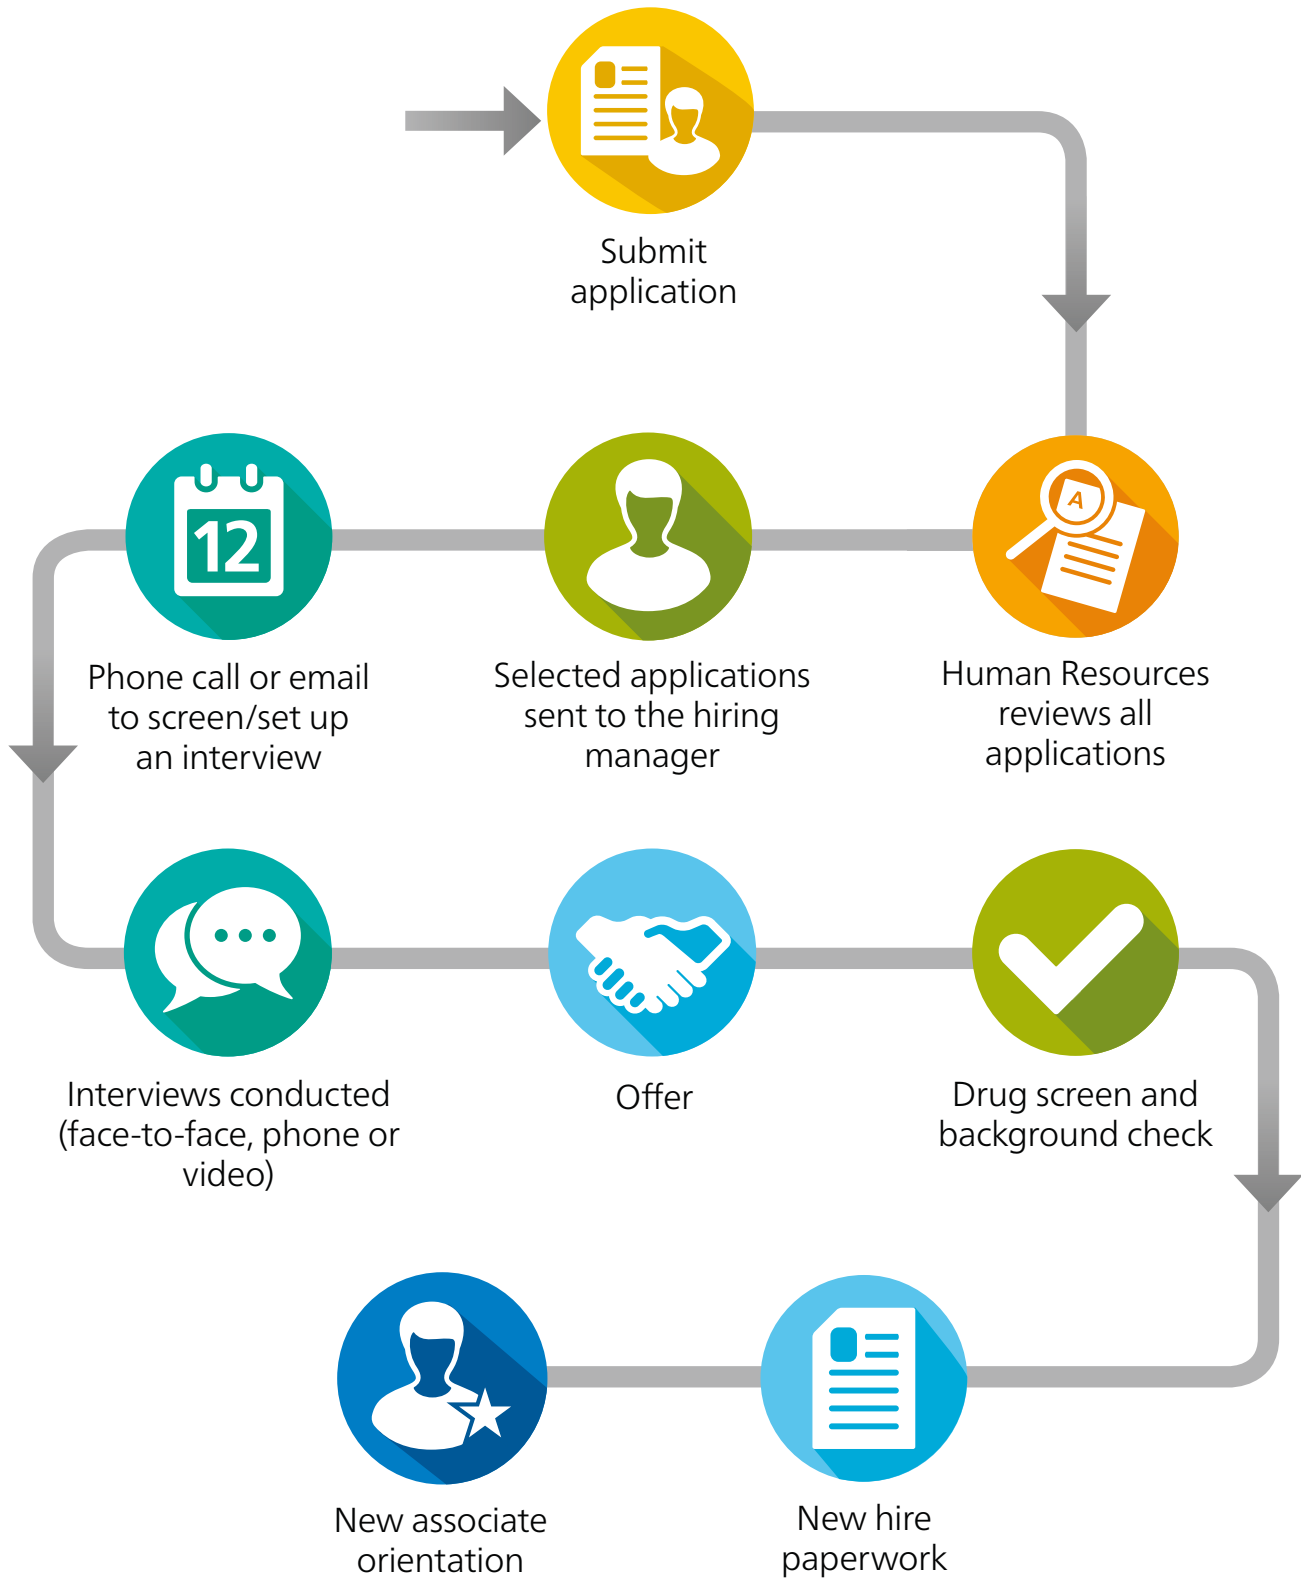 Submit
application
A
Human Resources
reviews all
applications
Selected applications
sent to the hiring
manager
12
Phone call or email
to screen/set up
an interview
Interviews conducted
(face-to-face, phone or
video)
Offer
Drug screen and
background check
New hire
paperwork
New associate
orientation